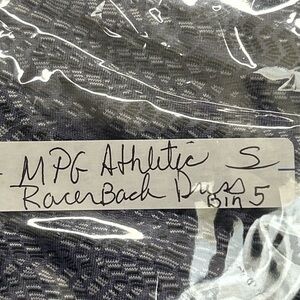 MPG Athletic S
RacerBack Dress
Bin 5